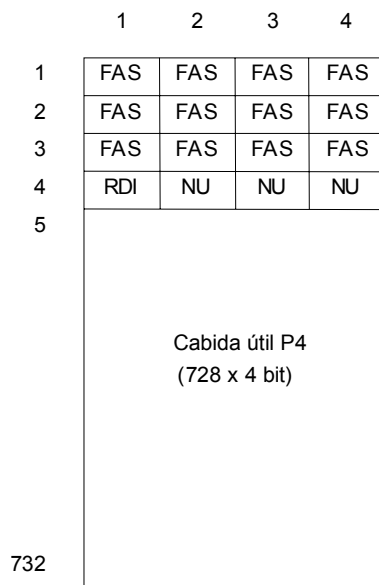 1 2 3 4
1 FAS FAS FAS FAS
2 FAS FAS FAS FAS
3 FAS FAS FAS FAS
4 RDI NU NU NU
5
Cabida útil P4
(728 x 4 bit)
732